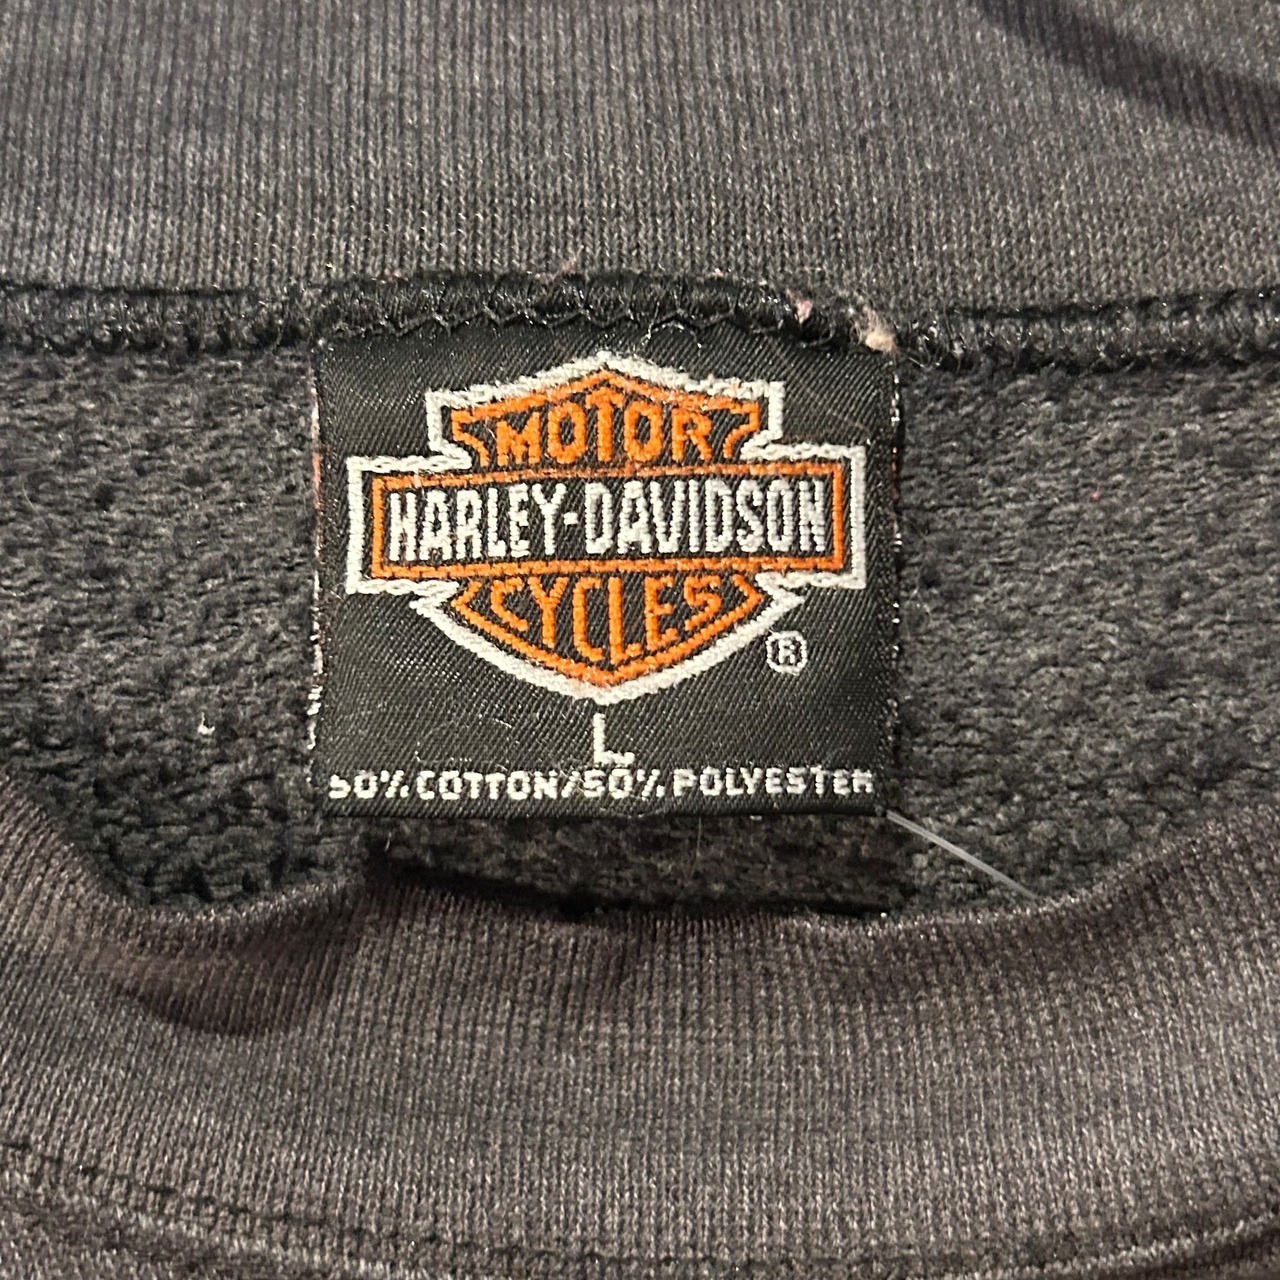 MOTOR
HARLEY-DAVIDSON
CYCLES
®
L
50% COTTON/50% POLYESTER